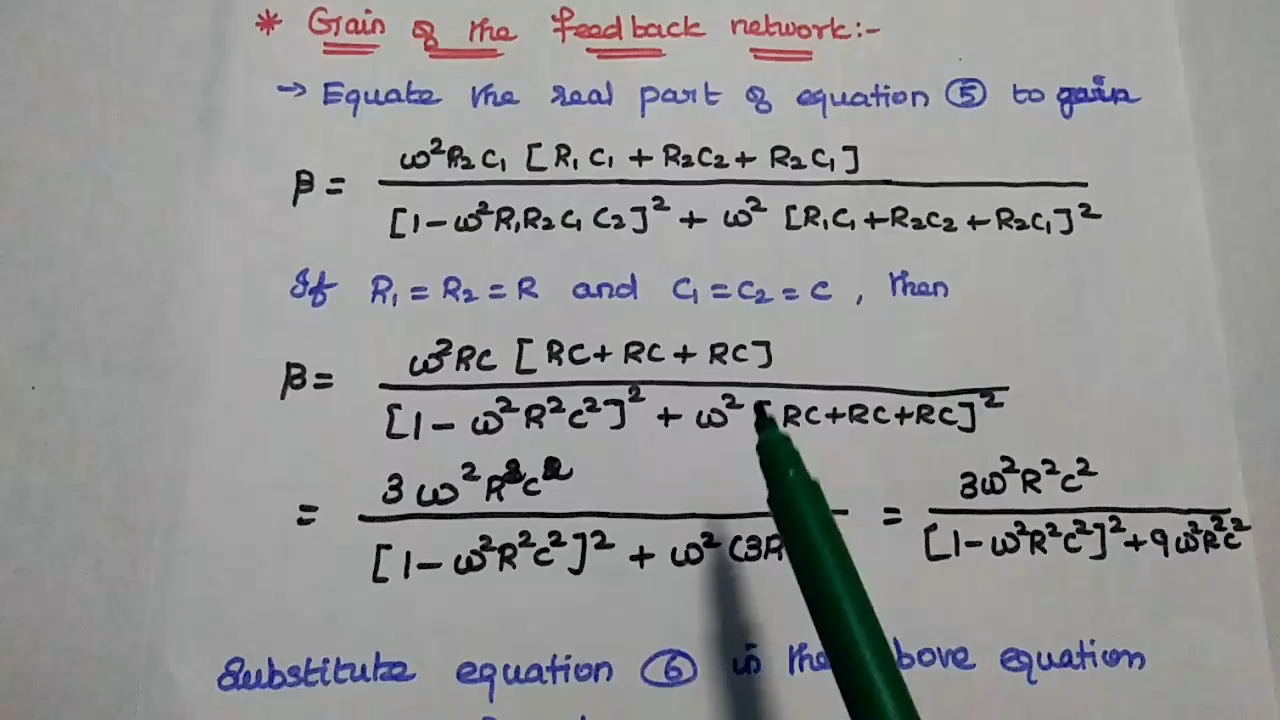 * Gain of the feedback network:-
→ Equate the real part of equation ⑤ to gain
β = ω²R₂C₁ [R₁C₁ + R₂C₂ + R₂C₁] / [1-ω²R₁R₂C₁C₂]² + ω² [R₁C₁+R₂C₂+R₂C₁]²
If R₁ = R₂ = R and C₁ = C₂ = C , then
β = ω²RC [RC + RC + RC] / [1-ω²R²C²]² + ω² [RC+RC+RC]²
= 3ω²R²C² / [1-ω²R²C²]² + ω² (3R = 3ω²R²C² / [1-ω²R²C²]²+9ω²R²C²
Substitute equation ⑥ in the bove equation